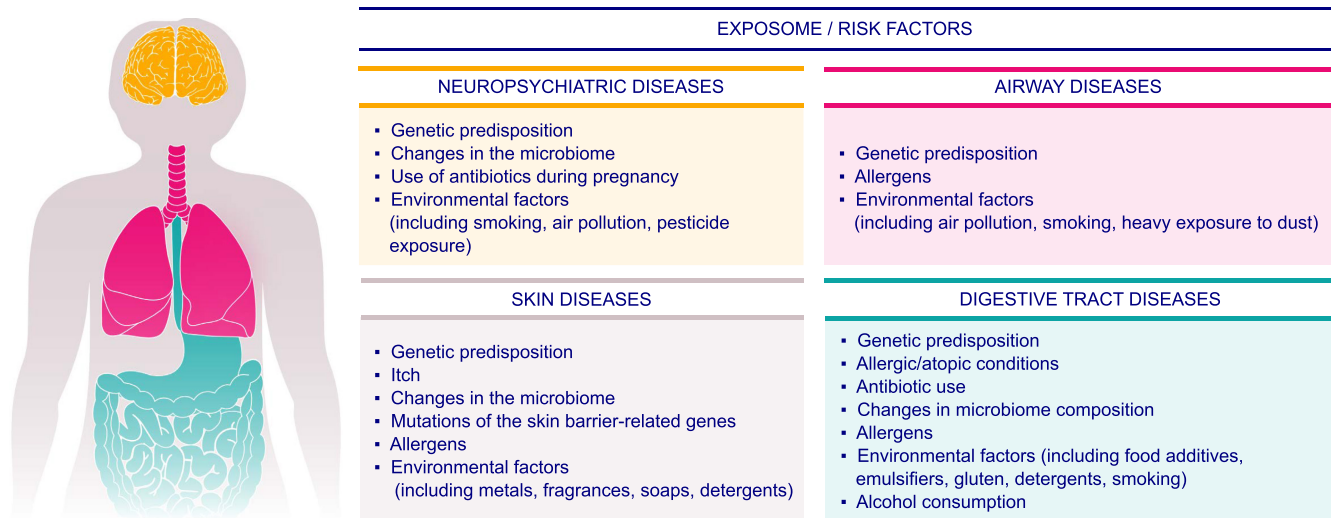 EXPOSOME / RISK FACTORS
NEUROPSYCHIATRIC DISEASES
▪ Genetic predisposition
▪ Changes in the microbiome
▪ Use of antibiotics during pregnancy
▪ Environmental factors
(including smoking, air pollution, pesticide
exposure)
AIRWAY DISEASES
▪ Genetic predisposition
▪ Allergens
▪ Environmental factors
(including air pollution, smoking, heavy exposure to dust)
SKIN DISEASES
▪ Genetic predisposition
▪ Itch
▪ Changes in the microbiome
▪ Mutations of the skin barrier-related genes
▪ Allergens
▪ Environmental factors
(including metals, fragrances, soaps, detergents)
DIGESTIVE TRACT DISEASES
▪ Genetic predisposition
▪ Allergic/atopic conditions
▪ Antibiotic use
▪ Changes in microbiome composition
▪ Allergens
▪ Environmental factors (including food additives,
emulsifiers, gluten, detergents, smoking)
▪ Alcohol consumption